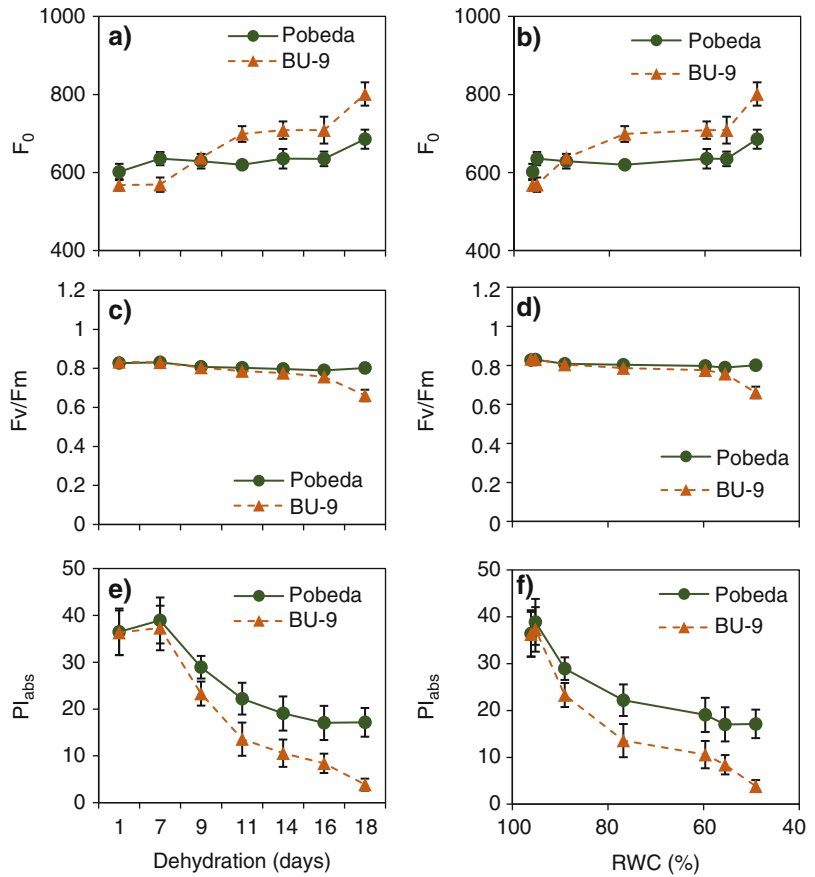 a)
Pobeda
BU-9
1000
800
600
400
F0
b)
Pobeda
BU-9
1000
800
600
400
F0
c)
1.2
1
0.8
0.6
0.4
0.2
0
Fv/Fm
Pobeda
BU-9
d)
1.2
1
0.8
0.6
0.4
0.2
0
Fv/Fm
Pobeda
BU-9
e)
Pobeda
BU-9
50
40
30
20
10
0
PIabs
1 7 9 11 14 16 18
Dehydration (days)
f)
Pobeda
BU-9
50
40
30
20
10
0
PIabs
100 80 60 40
RWC (%)